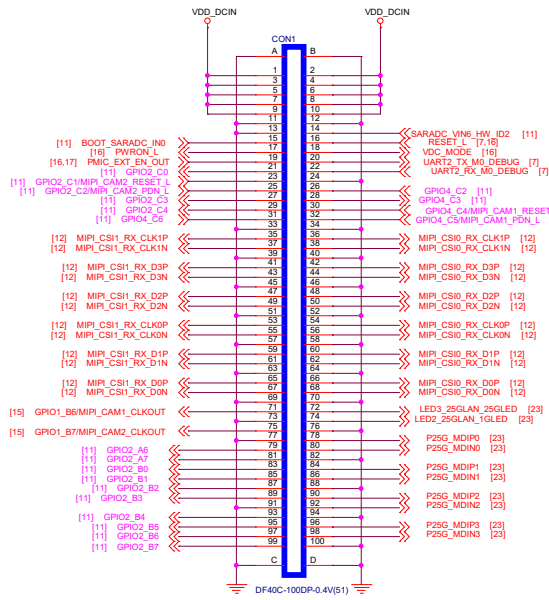 VDD_DCIN VDD_DCIN
CON1
A B
1 2
3 4
5 6
7 8
9 10
11 12
13 14 SARADC_VIN6_HW_ID2 [11]
[11] BOOT_SARADC_IN0 15 16 RESET_L [7,16]
[16] PWRON_L 17 18 VDC_MODE [16]
[16,17] PMIC_EXT_EN_OUT 19 20 UART2_TX_M0_DEBUG [7]
[11] GPIO2_C0 21 22 UART2_RX_M0_DEBUG [7]
[11] GPIO2_C1/MIPI_CAM2_RESET_L 23 24
[11] GPIO2_C2/MIPI_CAM2_PDN_L 25 26 GPIO4_C2 [11]
[11] GPIO2_C3 27 28 GPIO4_C3 [11]
[11] GPIO2_C4 29 30 GPIO4_C4/MIPI_CAM1_RESET
[11] GPIO4_C6 31 32 GPIO4_C5/MIPI_CAM1_PDN_L
33 34
[12] MIPI_CSI1_RX_CLK1P 35 36 MIPI_CSI0_RX_CLK1P [12]
[12] MIPI_CSI1_RX_CLK1N 37 38 MIPI_CSI0_RX_CLK1N [12]
39 40
[12] MIPI_CSI1_RX_D3P 41 42 MIPI_CSI0_RX_D3P [12]
[12] MIPI_CSI1_RX_D3N 43 44 MIPI_CSI0_RX_D3N [12]
45 46
[12] MIPI_CSI1_RX_D2P 47 48 MIPI_CSI0_RX_D2P [12]
[12] MIPI_CSI1_RX_D2N 49 50 MIPI_CSI0_RX_D2N [12]
51 52
[12] MIPI_CSI1_RX_CLK0P 53 54 MIPI_CSI0_RX_CLK0P [12]
[12] MIPI_CSI1_RX_CLK0N 55 56 MIPI_CSI0_RX_CLK0N [12]
57 58
[12] MIPI_CSI1_RX_D1P 59 60 MIPI_CSI0_RX_D1P [12]
[12] MIPI_CSI1_RX_D1N 61 62 MIPI_CSI0_RX_D1N [12]
63 64
[12] MIPI_CSI1_RX_D0P 65 66 MIPI_CSI0_RX_D0P [12]
[12] MIPI_CSI1_RX_D0N 67 68 MIPI_CSI0_RX_D0N [12]
69 70
[15] GPIO1_B6/MIPI_CAM1_CLKOUT 71 72 LED3_25GLAN_25GLED [23]
73 74 LED2_25GLAN_1GLED [23]
[15] GPIO1_B7/MIPI_CAM2_CLKOUT 75 76
77 78 P25G_MDIP0 [23]
[11] GPIO2_A6 79 80 P25G_MDIN0 [23]
[11] GPIO2_A7 81 82
[11] GPIO2_B0 83 84 P25G_MDIP1 [23]
[11] GPIO2_B1 85 86 P25G_MDIN1 [23]
[11] GPIO2_B2 87 88
[11] GPIO2_B3 89 90 P25G_MDIP2 [23]
91 92 P25G_MDIN2 [23]
[11] GPIO2_B4 93 94
[11] GPIO2_B5 95 96 P25G_MDIP3 [23]
[11] GPIO2_B6 97 98 P25G_MDIN3 [23]
[11] GPIO2_B7 99 100
C D
DF40C-100DP-0.4V(51)